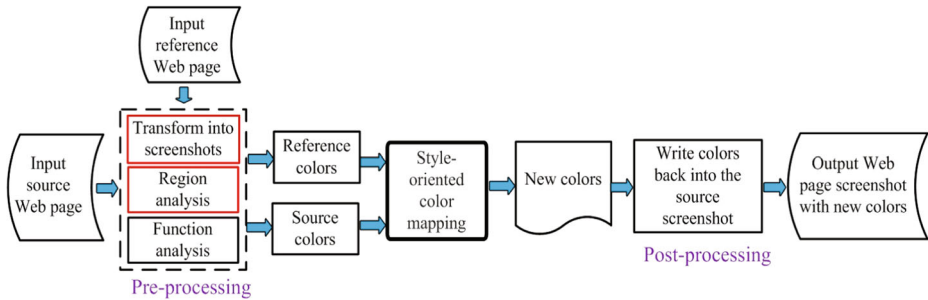 Input
reference
Web page
Input
source
Web page
Transform into
screenshots
Region
analysis
Function
analysis
Pre-processing
Reference
colors
Source
colors
Style-
oriented
color
mapping
New colors
Write colors
back into the
source
screenshot
Post-processing
Output Web
page screenshot
with new colors